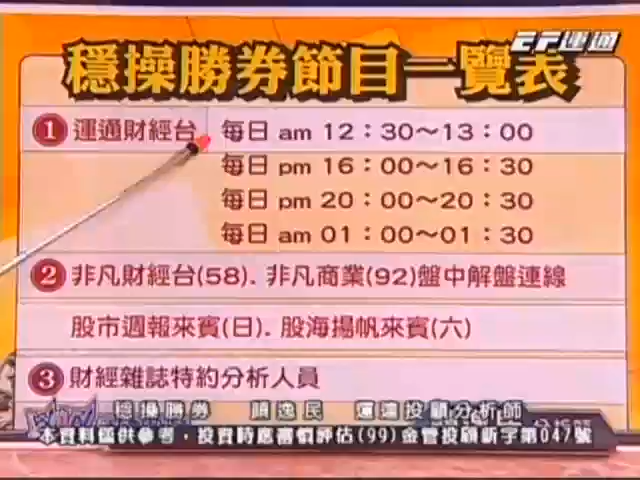 EF運通
穩操勝券節目一覽表
1 運通財經台 每日 am 12：30～13：00
每日 pm 16：00～16：30
每日 pm 20：00～20：30
每日 am 01：00～01：30
2 非凡財經台(58). 非凡商業(92)盤中解盤連線
股市週報來賓(日). 股海揚帆來賓(六)
3 財經雜誌特約分析人員
穩操勝券 顏逸民 運達投顧分析師
本資料僅供參考，投資時應審慎評估(99)金管投顧新字第047號